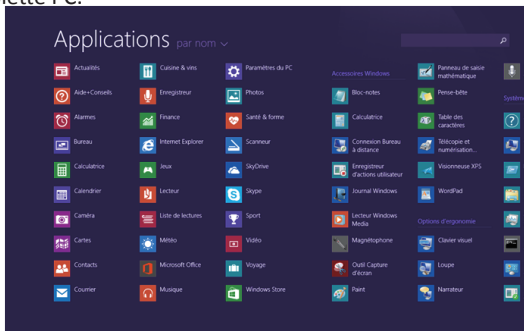 lette PC.
Applications par nom
Actualités
Aide+Conseils
Alarmes
Bureau
Calculatrice
Calendrier
Caméra
Cartes
Contacts
Courrier
Cuisine & vins
Enregistreur
Finance
Internet Explorer
Jeux
Lecteur
Liste de lectures
Météo
Microsoft Office
Musique
Paramètres du PC
Photos
Santé & forme
Scanneur
SkyDrive
Skype
Sport
Vidéo
Voyage
Windows Store
Accessoires Windows
Bloc-notes
Calculatrice
Connexion Bureau
à distance
Enregistreur
d'actions utilisateur
Journal Windows
Lecteur Windows
Media
Magnétophone
Outil Capture
d'écran
Paint
Panneau de saisie
mathématique
Pense-bête
Table des
caractères
Télécopie et
numérisation...
Visionneuse XPS
WordPad
Options d'ergonomie
Clavier visuel
Loupe
Narrateur